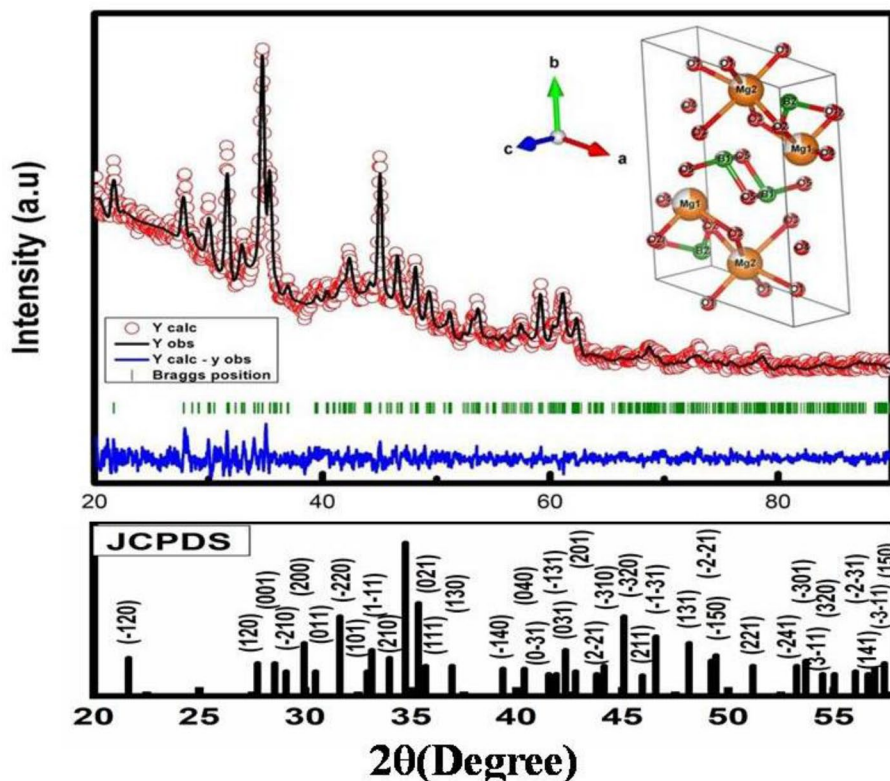 Intensity (a.u)
b
c
a
Mg2
B2
Mg1
B1
B1
Mg1
B2
Mg2
Y calc
Y obs
Y calc - y obs
Braggs position
20
40
60
80
JCPDS
(-120)
(120)
(001)
(-210)
(200)
(011)
(-220)
(101)
(1-11)
(210)
(021)
(111)
(130)
(-140)
(040)
(0-31)
(-131)
(031)
(201)
(2-21)
(-310)
(-320)
(211)
(-1-31)
(131)
(-2-21)
(-150)
(221)
(-241)
(-301)
(3-11)
(320)
(-2-31)
(141)
(-3-11)
(150)
20
25
30
35
40
45
50
55
2θ(Degree)